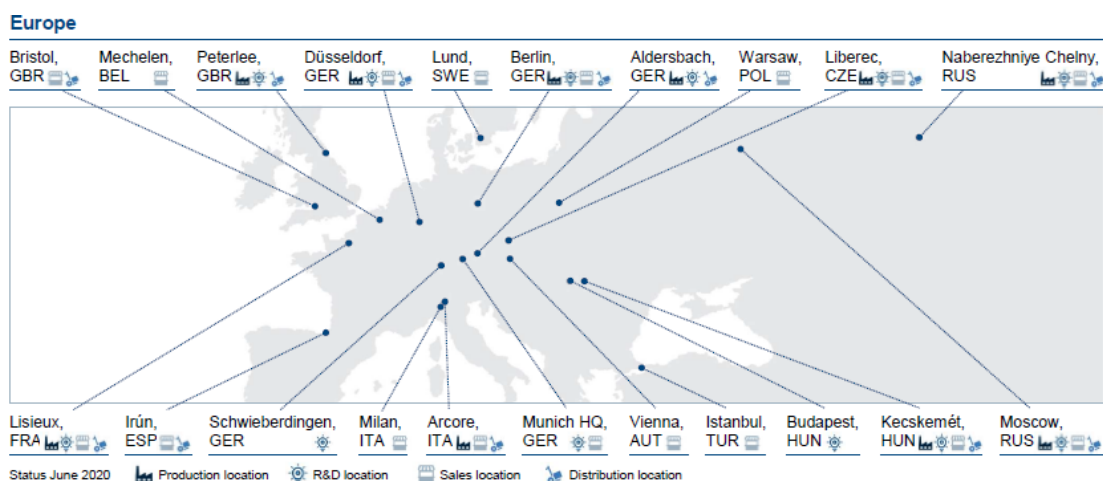 Europe
Bristol,
GBR
Mechelen,
BEL
Peterlee,
GBR
Düsseldorf,
GER
Lund,
SWE
Berlin,
GER
Aldersbach,
GER
Warsaw,
POL
Liberec,
CZE
Naberezhniye Chelny,
RUS
Lisieux,
FRA
Irún,
ESP
Schwieberdingen,
GER
Milan,
ITA
Arcore,
ITA
Munich HQ,
GER
Vienna,
AUT
Istanbul,
TUR
Budapest,
HUN
Kecskemét,
HUN
Moscow,
RUS
Status June 2020 Production location R&D location Sales location Distribution location